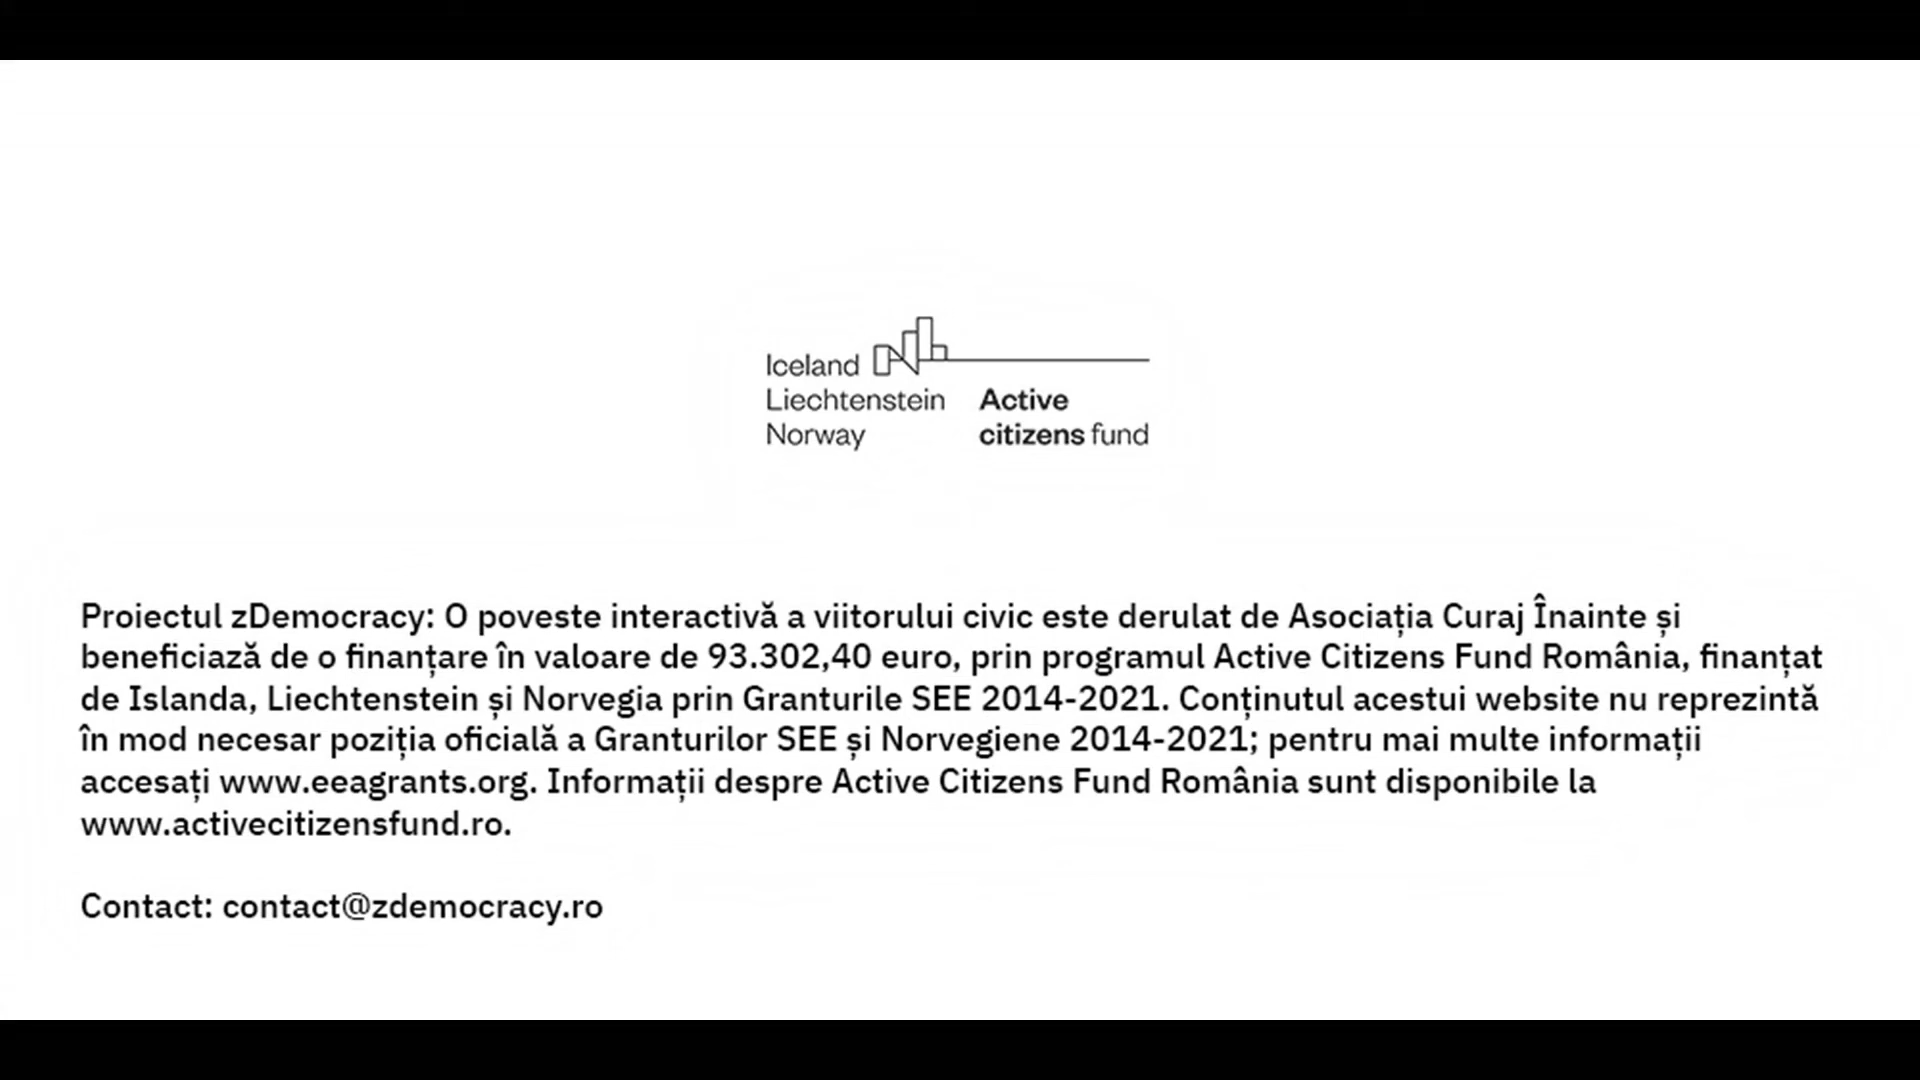 Iceland
Liechtenstein
Norway
Active
citizens fund
Proiectul zDemocracy: O poveste interactivă a viitorului civic este derulat de Asociația Curaj Înainte și
beneficiază de o finanțare în valoare de 93.302,40 euro, prin programul Active Citizens Fund România, finanțat
de Islanda, Liechtenstein și Norvegia prin Granturile SEE 2014-2021. Conținutul acestui website nu reprezintă
în mod necesar poziția oficială a Granturilor SEE și Norvegiene 2014-2021; pentru mai multe informații
accesați www.eeagrants.org. Informații despre Active Citizens Fund România sunt disponibile la
www.activecitizensfund.ro.
Contact: contact@zdemocracy.ro